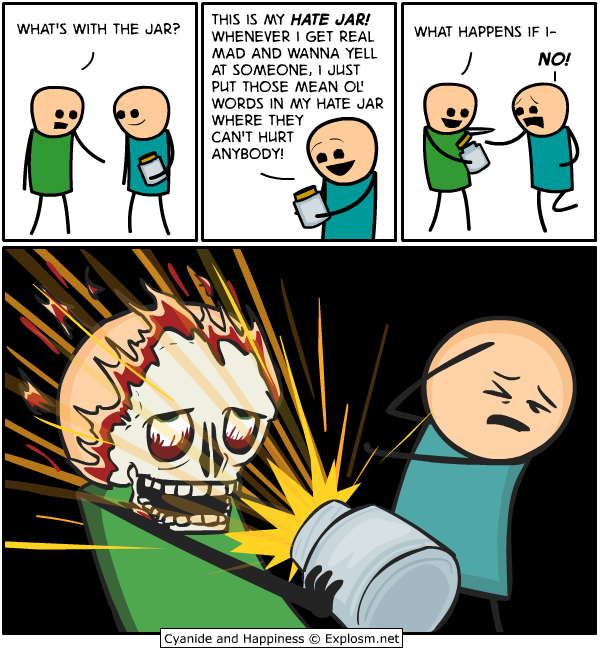 WHAT'S WITH THE JAR?
THIS IS MY HATE JAR!
WHENEVER I GET REAL
MAD AND WANNA YELL
AT SOMEONE, I JUST
PUT THOSE MEAN OL'
WORDS IN MY HATE JAR
WHERE THEY
CAN'T HURT
ANYBODY!
WHAT HAPPENS IF I-
NO!
Cyanide and Happiness © Explosm.net